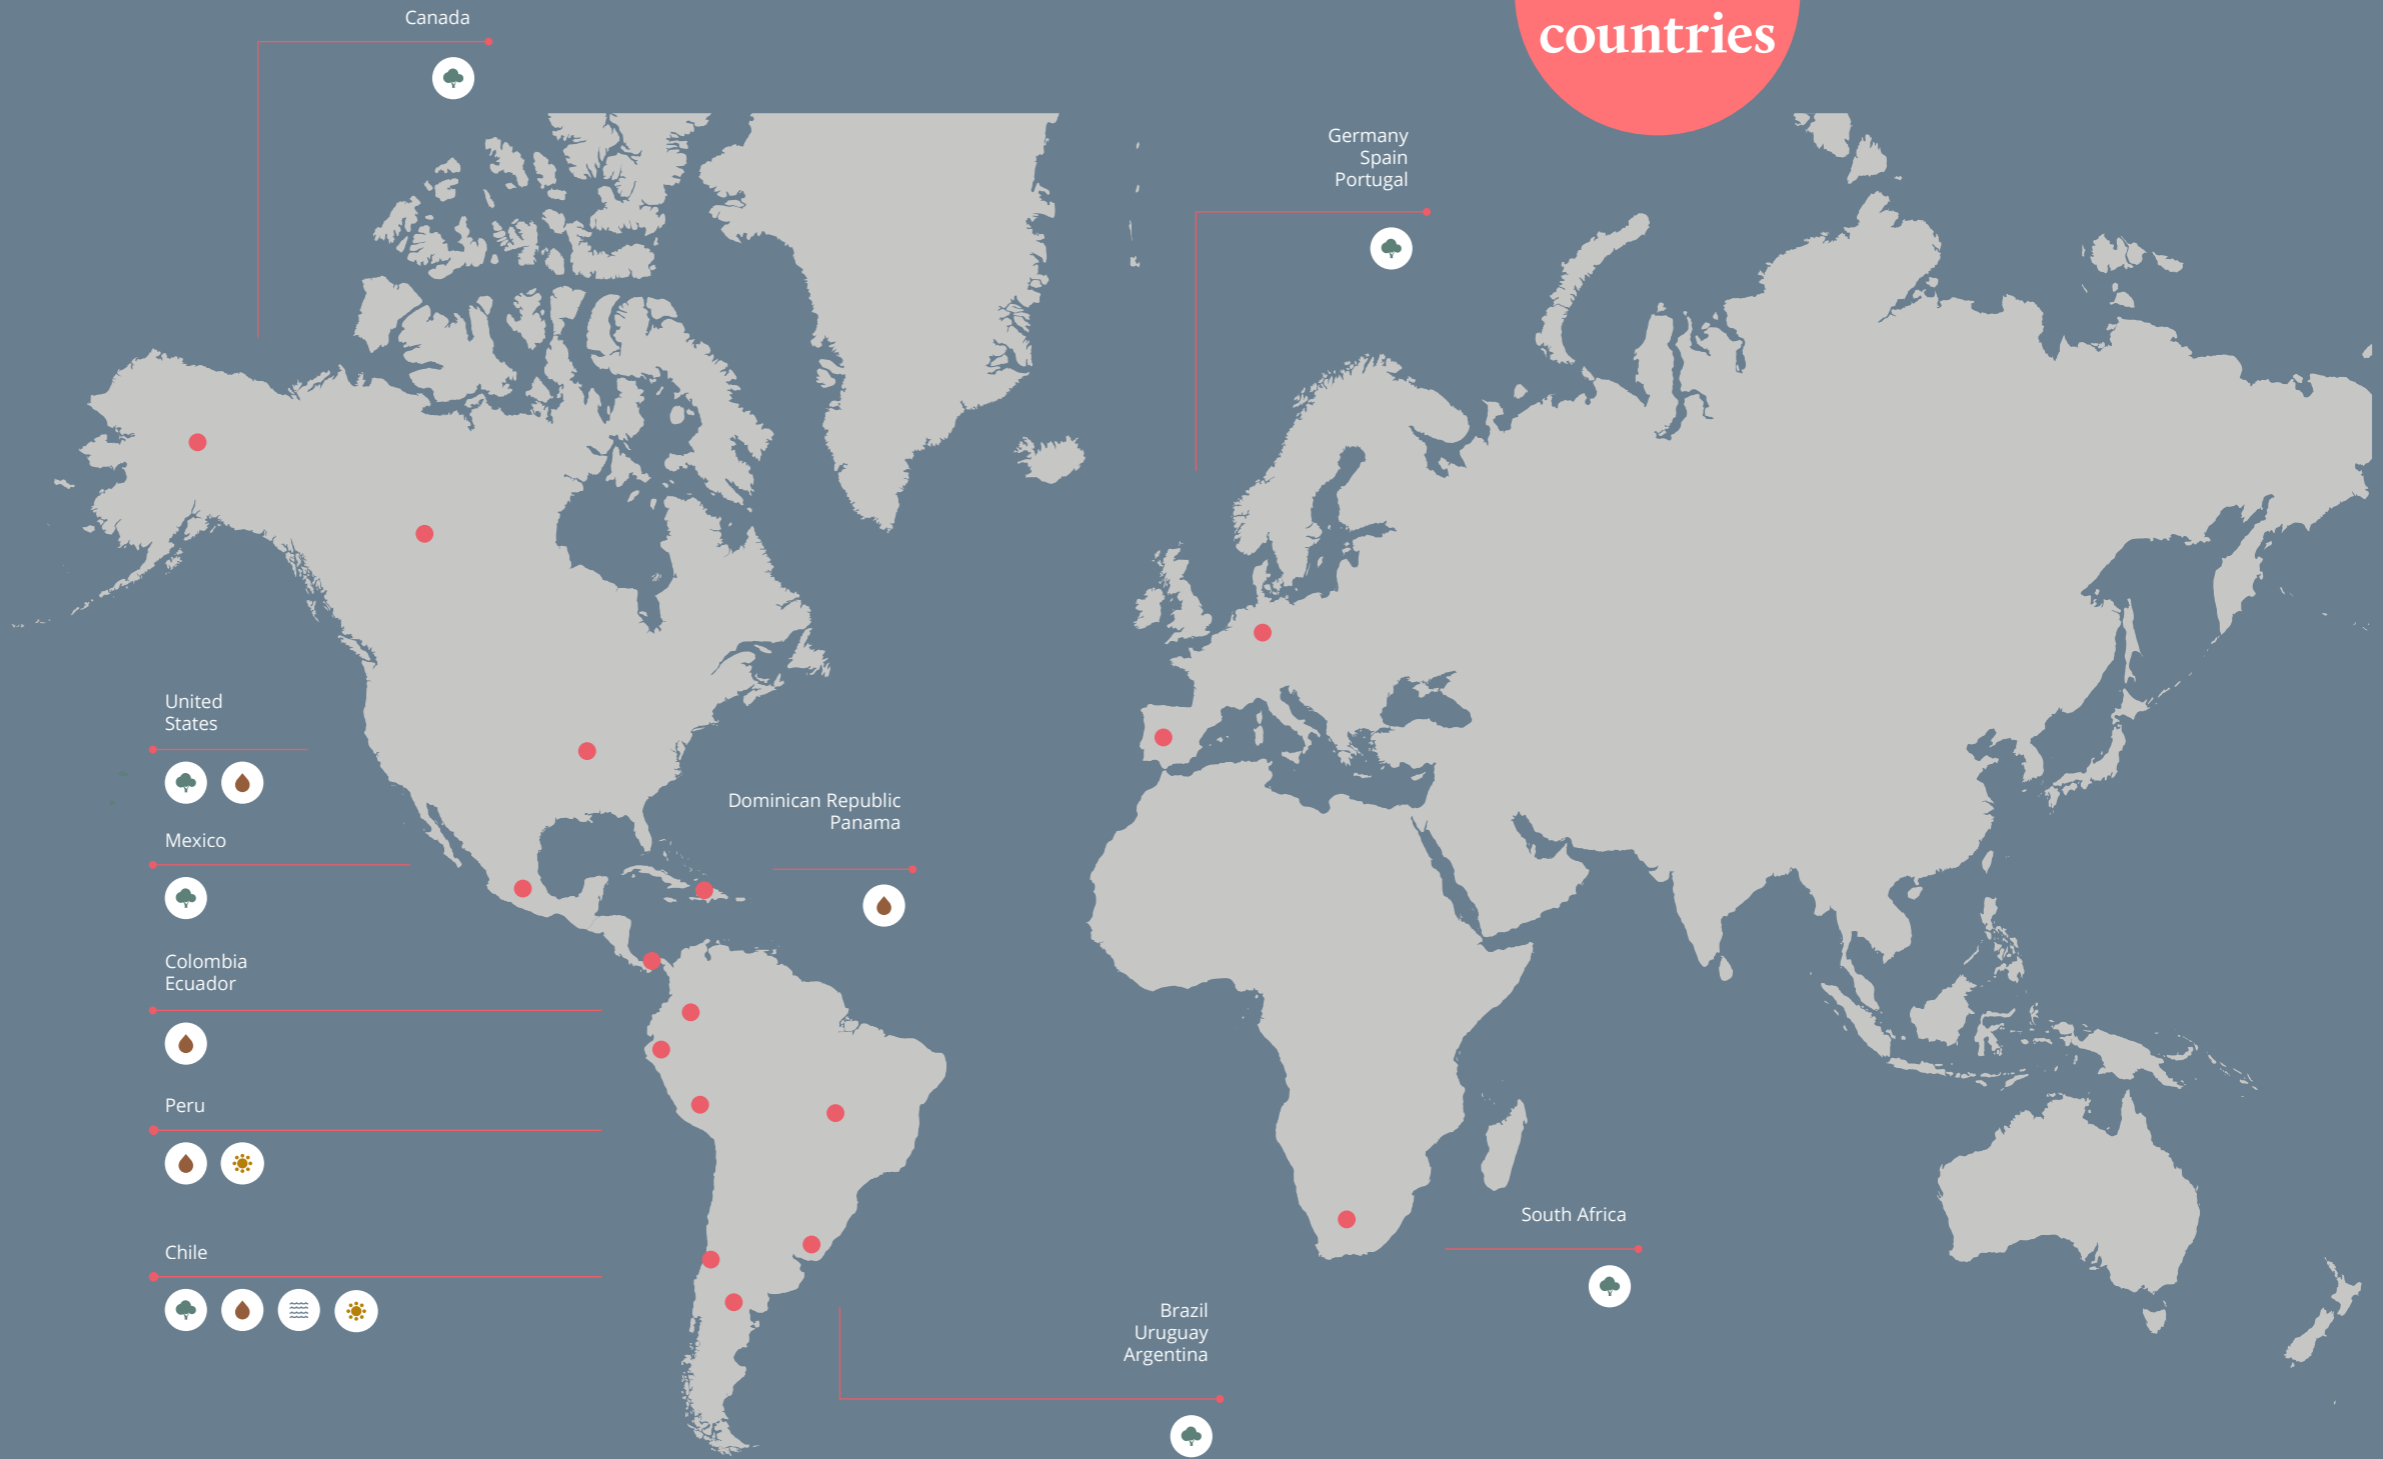 Canada
countries
Germany
Spain
Portugal
United
States
Dominican Republic
Panama
Mexico
Colombia
Ecuador
Peru
South Africa
Chile
Brazil
Uruguay
Argentina